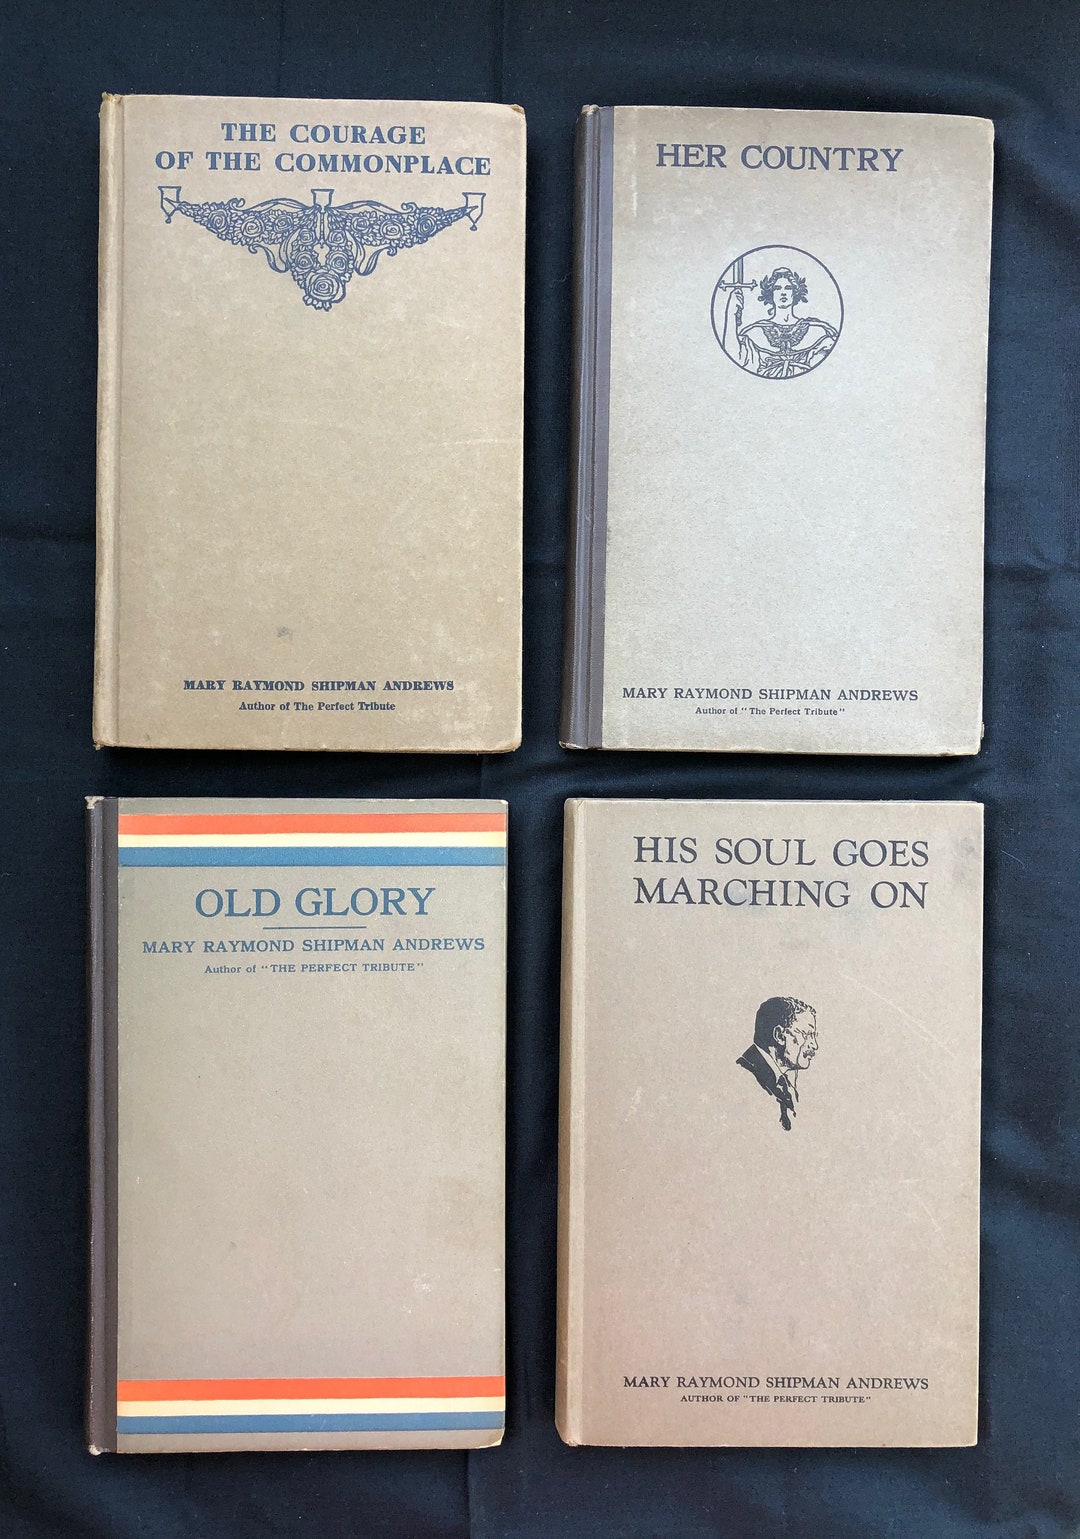 THE COURAGE
OF THE COMMONPLACE
MARY RAYMOND SHIPMAN ANDREWS
Author of The Perfect Tribute
HER COUNTRY
MARY RAYMOND SHIPMAN ANDREWS
Author of "The Perfect Tribute"
OLD GLORY
MARY RAYMOND SHIPMAN ANDREWS
Author of "THE PERFECT TRIBUTE"
HIS SOUL GOES
MARCHING ON
MARY RAYMOND SHIPMAN ANDREWS
AUTHOR OF "THE PERFECT TRIBUTE"